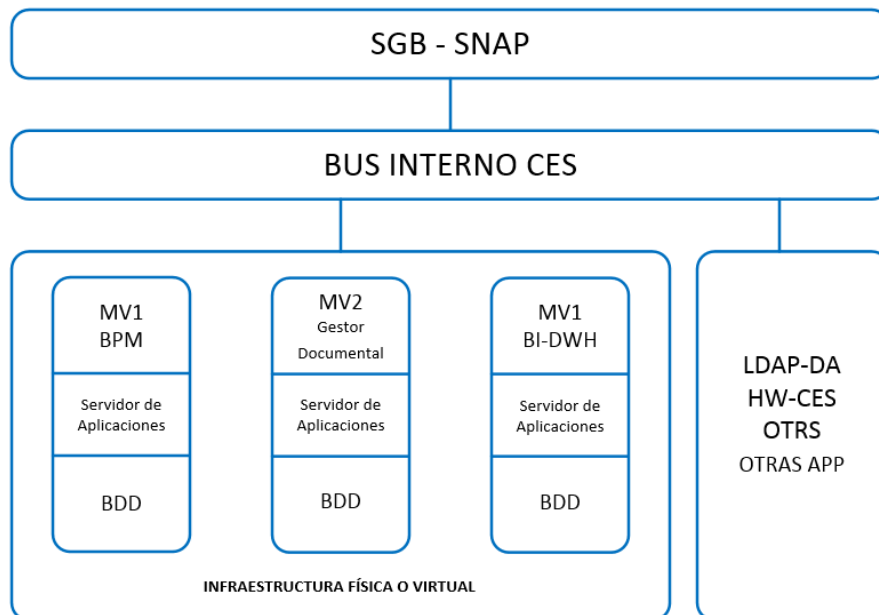 SGB - SNAP
BUS INTERNO CES
MV1
BPM
Servidor de
Aplicaciones
BDD
MV2
Gestor
Documental
Servidor de
Aplicaciones
BDD
MV1
BI-DWH
Servidor de
Aplicaciones
BDD
INFRAESTRUCTURA FÍSICA O VIRTUAL
LDAP-DA
HW-CES
OTRS
OTRAS APP